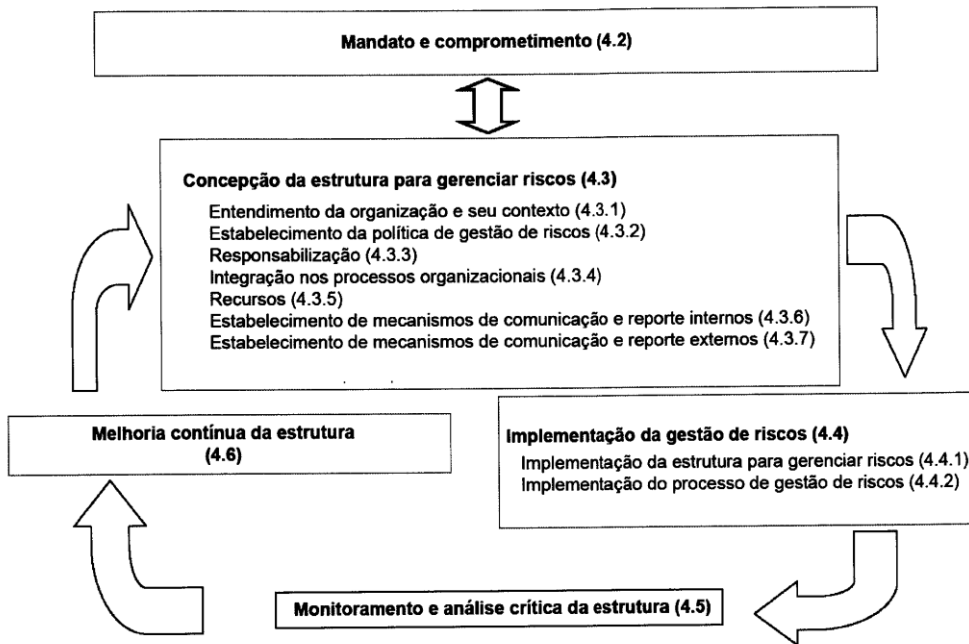 Mandato e comprometimento (4.2)
Concepção da estrutura para gerenciar riscos (4.3)
Entendimento da organização e seu contexto (4.3.1)
Estabelecimento da política de gestão de riscos (4.3.2)
Responsabilização (4.3.3)
Integração nos processos organizacionais (4.3.4)
Recursos (4.3.5)
Estabelecimento de mecanismos de comunicação e reporte internos (4.3.6)
Estabelecimento de mecanismos de comunicação e reporte externos (4.3.7)
Implementação da gestão de riscos (4.4)
Implementação da estrutura para gerenciar riscos (4.4.1)
Implementação do processo de gestão de riscos (4.4.2)
Monitoramento e análise crítica da estrutura (4.5)
Melhoria contínua da estrutura
(4.6)